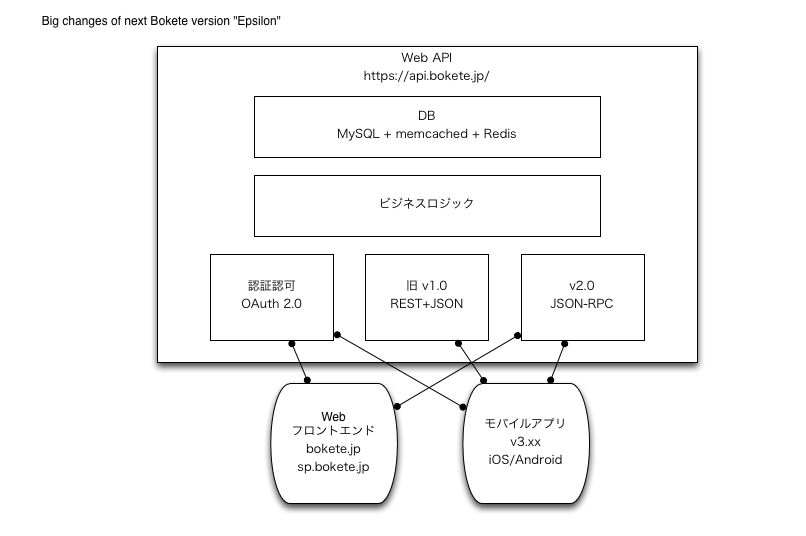 Big changes of next Bokete version "Epsilon"
Web API
https://api.bokete.jp/
DB
MySQL + memcached + Redis
ビジネスロジック
認証認可
OAuth 2.0
旧 v1.0
REST+JSON
v2.0
JSON-RPC
Web
フロントエンド
bokete.jp
sp.bokete.jp
モバイルアプリ
v3.xx
iOS/Android